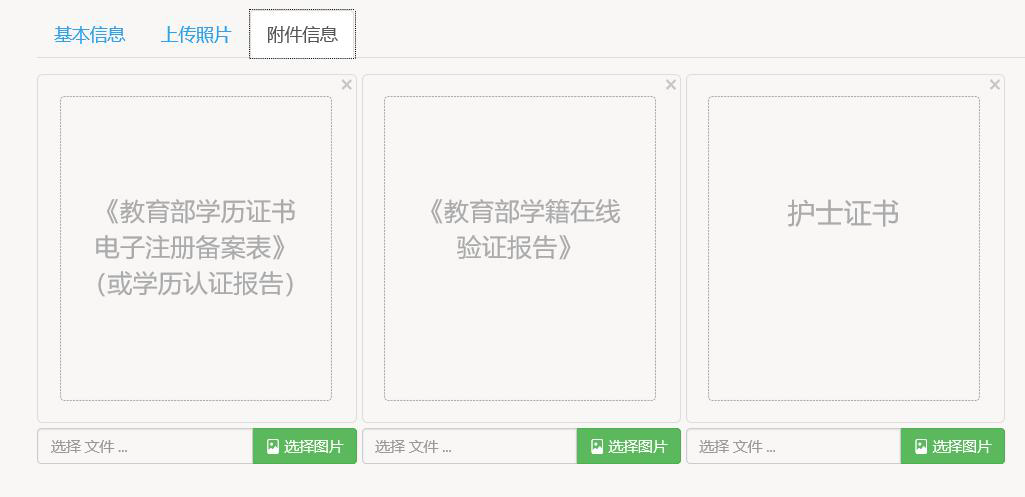 基本信息 上传照片 附件信息
《教育部学历证书
电子注册备案表》
（或学历认证报告）
《教育部学籍在线
验证报告》
护士证书
选择 文件 ... 选择图片 选择 文件 ... 选择图片 选择 文件 ... 选择图片